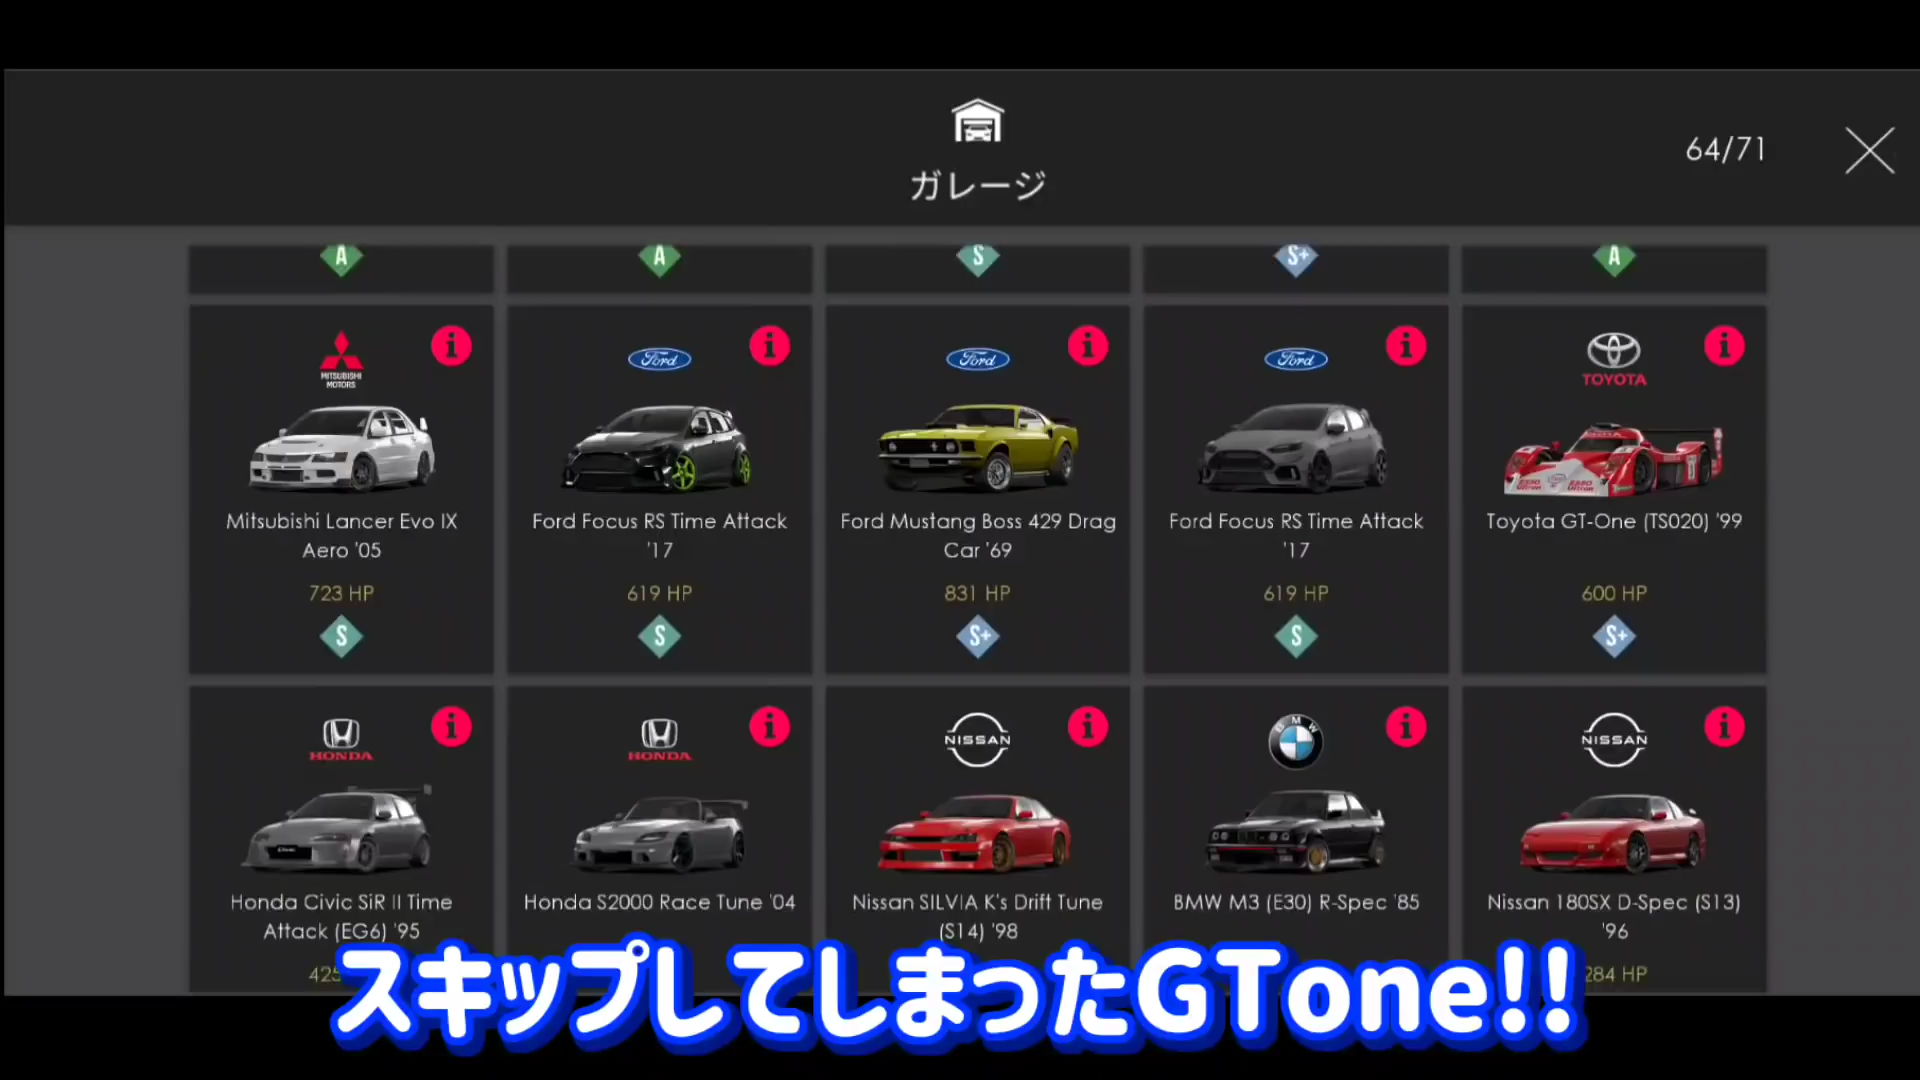 64/71
ガレージ
A
A
S
S+
A
MITSUBISHI
MOTORS
Ford
Ford
Ford
TOYOTA
Mitsubishi Lancer Evo IX
Aero '05
Ford Focus RS Time Attack
'17
Ford Mustang Boss 429 Drag
Car '69
Ford Focus RS Time Attack
'17
Toyota GT-One (TS020) '99
723 HP
619 HP
831 HP
619 HP
600 HP
S
S
S+
S
S+
HONDA
HONDA
NISSAN
BMW
NISSAN
Honda Civic SiR II Time
Attack (EG6) '95
Honda S2000 Race Tune '04
Nissan SILVIA K's Drift Tune
(S14) '98
BMW M3 (E30) R-Spec '85
Nissan 180SX D-Spec (S13)
'96
284 HP
スキップしてしまったGTone!!